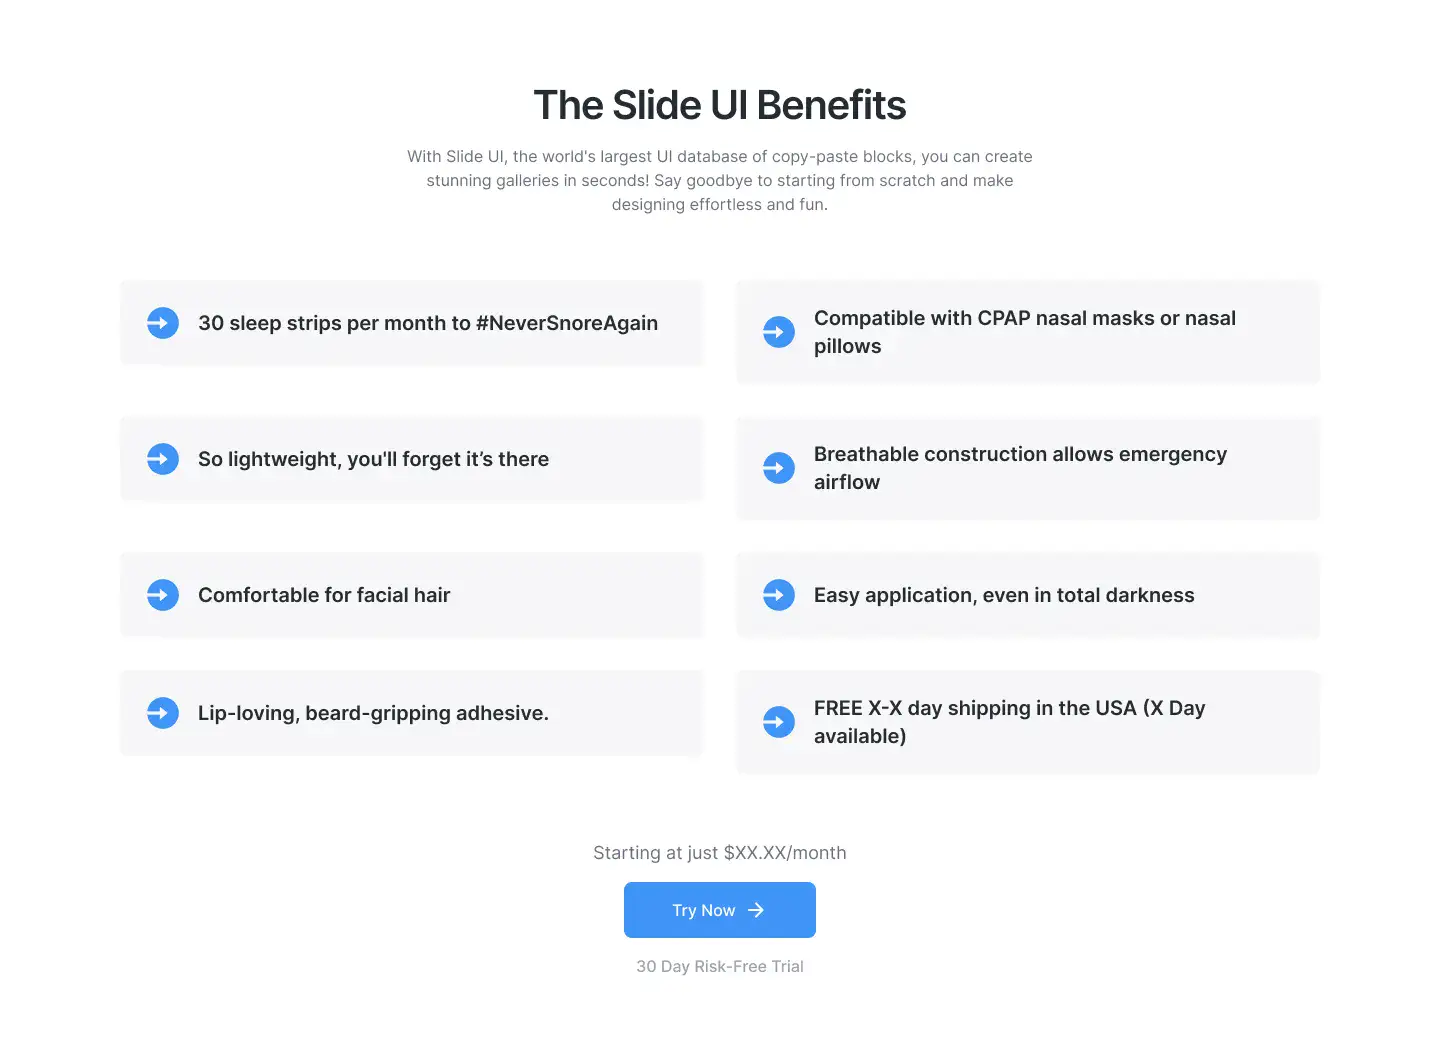 The Slide UI Benefits
With Slide UI, the world's largest UI database of copy-paste blocks, you can create
stunning galleries in seconds! Say goodbye to starting from scratch and make
designing effortless and fun.
30 sleep strips per month to #NeverSnoreAgain
Compatible with CPAP nasal masks or nasal
pillows
So lightweight, you'll forget it’s there
Breathable construction allows emergency
airflow
Comfortable for facial hair
Easy application, even in total darkness
Lip-loving, beard-gripping adhesive.
FREE X-X day shipping in the USA (X Day
available)
Starting at just $XX.XX/month
Try Now
30 Day Risk-Free Trial